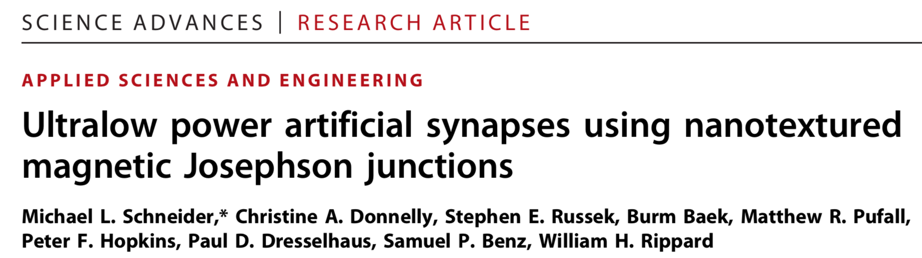 SCIENCE ADVANCES | RESEARCH ARTICLE
APPLIED SCIENCES AND ENGINEERING
Ultralow power artificial synapses using nanotextured
magnetic Josephson junctions
Michael L. Schneider,* Christine A. Donnelly, Stephen E. Russek, Burm Baek, Matthew R. Pufall,
Peter F. Hopkins, Paul D. Dresselhaus, Samuel P. Benz, William H. Rippard